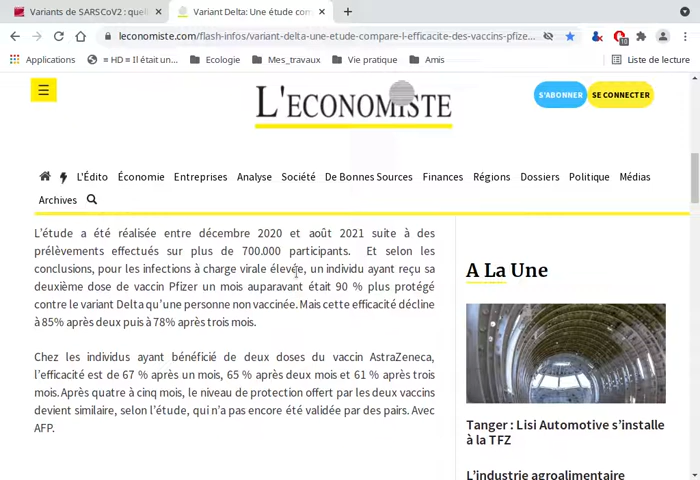 Variants de SARSCoV2 : quel
Variant Delta: Une étude com
leconomiste.com/flash-infos/variant-delta-une-etude-compare-l-efficacite-des-vaccins-pfize...
Applications
≡ HD ≡ Il était un...
Ecologie
Mes_travaux
Vie pratique
Amis
Liste de lecture
L'ECONOMISTE
S'ABONNER
SE CONNECTER
L'Édito Économie Entreprises Analyse Société De Bonnes Sources Finances Régions Dossiers Politique Médias
Archives
L'étude a été réalisée entre décembre 2020 et août 2021 suite à des
prélèvements effectués sur plus de 700.000 participants. Et selon les
conclusions, pour les infections à charge virale élevée, un individu ayant reçu sa
deuxième dose de vaccin Pfizer un mois auparavant était 90 % plus protégé
contre le variant Delta qu'une personne non vaccinée. Mais cette efficacité décline
à 85% après deux puis à 78% après trois mois.
Chez les individus ayant bénéficié de deux doses du vaccin AstraZeneca,
l'efficacité est de 67 % après un mois, 65 % après deux mois et 61 % après trois
mois. Après quatre à cinq mois, le niveau de protection offert par les deux vaccins
devient similaire, selon l'étude, qui n'a pas encore été validée par des pairs. Avec
AFP.
A La Une
Tanger : Lisi Automotive s'installe
à la TFZ
L'industrie agroalimentaire